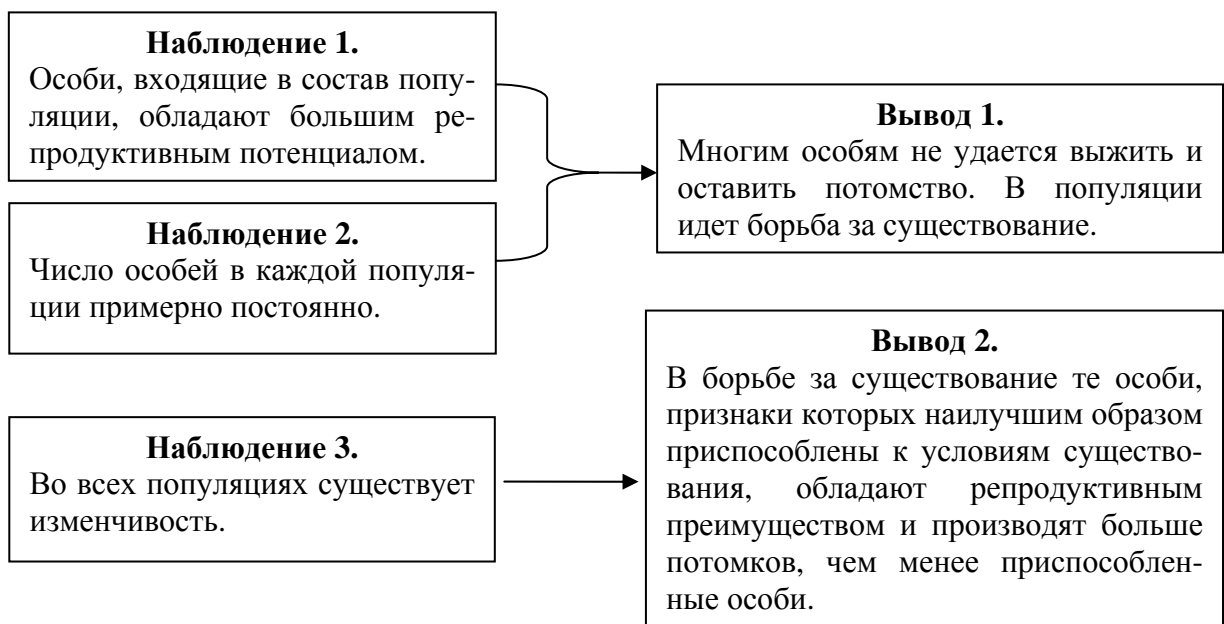 Наблюдение 1.
Особи, входящие в состав попу-
ляции, обладают большим ре-
продуктивным потенциалом.
Наблюдение 2.
Число особей в каждой популя-
ции примерно постоянно.
Вывод 1.
Многим особям не удается выжить и
оставить потомство. В популяции
идет борьба за существование.
Наблюдение 3.
Во всех популяциях существует
изменчивость.
Вывод 2.
В борьбе за существование те особи,
признаки которых наилучшим образом
приспособлены к условиям существо-
вания, обладают репродуктивным
преимуществом и производят больше
потомков, чем менее приспособлен-
ные особи.